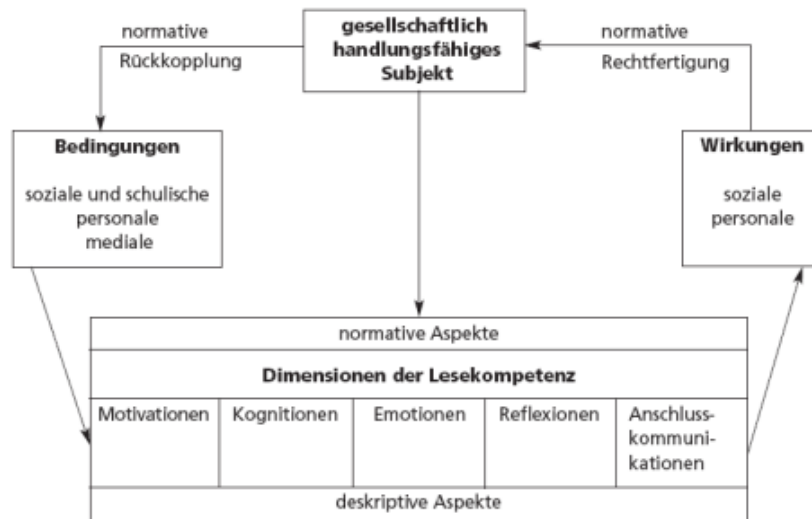 gesellschaftlich
handlungsfähiges
Subjekt
normative
Rückkopplung
normative
Rechtfertigung
Bedingungen
soziale und schulische
personale
mediale
Wirkungen
soziale
personale
normative Aspekte
Dimensionen der Lesekompetenz
Motivationen
Kognitionen
Emotionen
Reflexionen
Anschluss-
kommuni-
kationen
deskriptive Aspekte